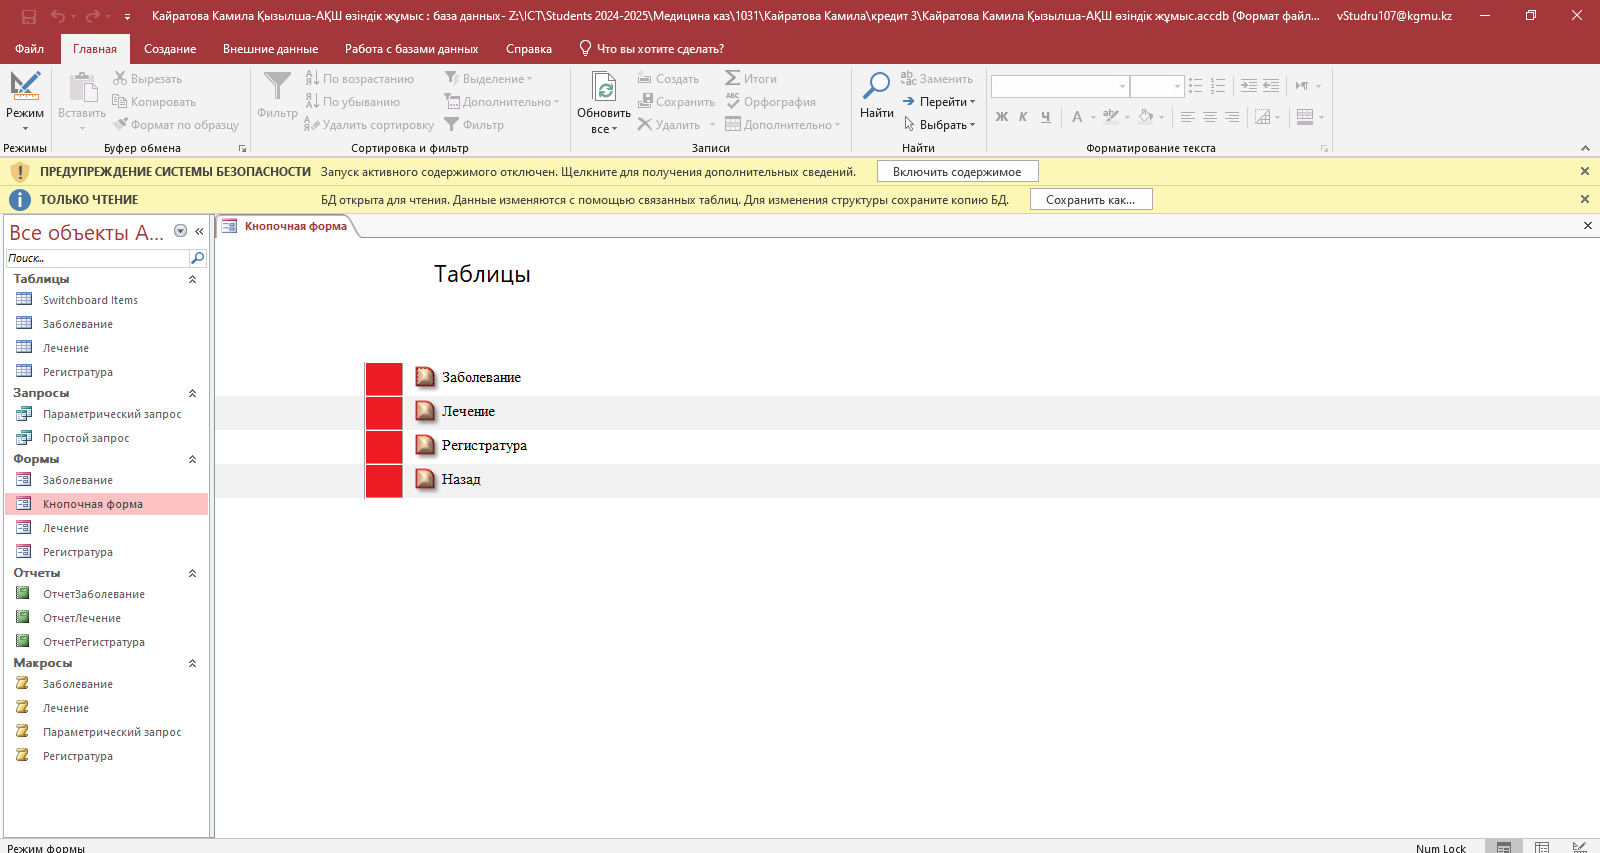 Кайратова Камила Қызылша-АҚШ өзіндік жұмыс : база данных- Z:\ICT\Students 2024-2025\Медицина каз\1031\Кайратова Камила\кредит 3\Кайратова Камила Қызылша-АҚШ өзіндік жұмыс.accdb (Формат файл... vStudru107@kgmu.kz
Файл Главная Создание Внешние данные Работа с базами данных Справка Что вы хотите сделать?
Режим
Режимы
Вставить
Вырезать
Копировать
Формат по образцу
Буфер обмена
Фильтр
По возрастанию
По убыванию
Удалить сортировку
Выделение
Дополнительно
Фильтр
Сортировка и фильтр
Обновить
все
Создать
Сохранить
Удалить
Итоги
Орфография
Дополнительно
Записи
Найти
Заменить
Перейти
Выбрать
Найти
Ж К Ч А
Форматирование текста
ПРЕДУПРЕЖДЕНИЕ СИСТЕМЫ БЕЗОПАСНОСТИ Запуск активного содержимого отключен. Щелкните для получения дополнительных сведений. Включить содержимое
ТОЛЬКО ЧТЕНИЕ БД открыта для чтения. Данные изменяются с помощью связанных таблиц. Для изменения структуры сохраните копию БД. Сохранить как...
Все объекты A...
Поиск...
Таблицы
Switchboard Items
Заболевание
Лечение
Регистратура
Запросы
Параметрический запрос
Простой запрос
Формы
Заболевание
Кнопочная форма
Лечение
Регистратура
Отчеты
ОтчетЗаболевание
ОтчетЛечение
ОтчетРегистратура
Макросы
Заболевание
Лечение
Параметрический запрос
Регистратура
Кнопочная форма
Таблицы
Заболевание
Лечение
Регистратура
Назад
Режим формы Num Lock